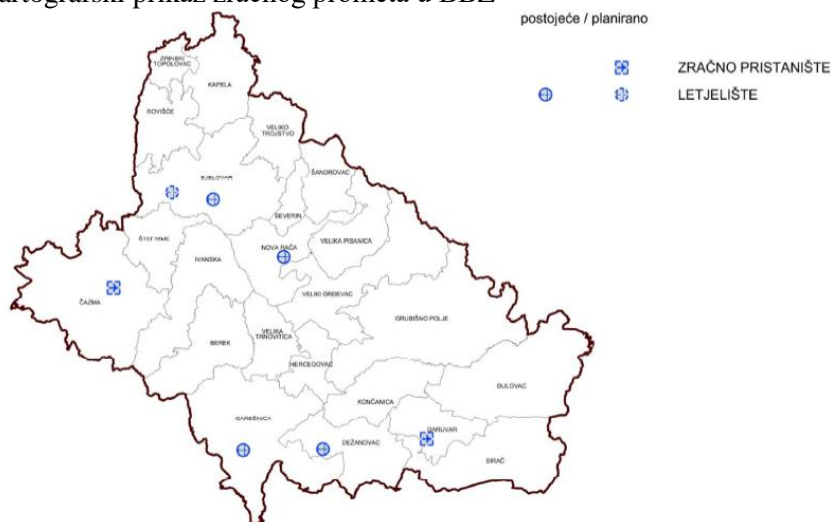 artografski prikaz zračnog prometa u BBŽ
postojeće / planirano
ZRAČNO PRISTANIŠTE
LETJELIŠTE
ZRINSKI
TOPOLOVAC
KAPELA
ROVIŠĆE
VELIKO
TROJSTVO
BJELOVAR
ŠANDROVAC
SEVERIN
ŠTEFANJE
IVANSKA
NOVA RAČA
VELIKA PISANICA
ČAZMA
VELIKI GRĐEVAC
GRUBIŠNO POLJE
BEREK
VELIKA
TRNOVITICA
HERCEGOVAC
ĐULOVAC
KONČANICA
GAREŠNICA
DEŽANOVAC
DARUVAR
SIRAČ